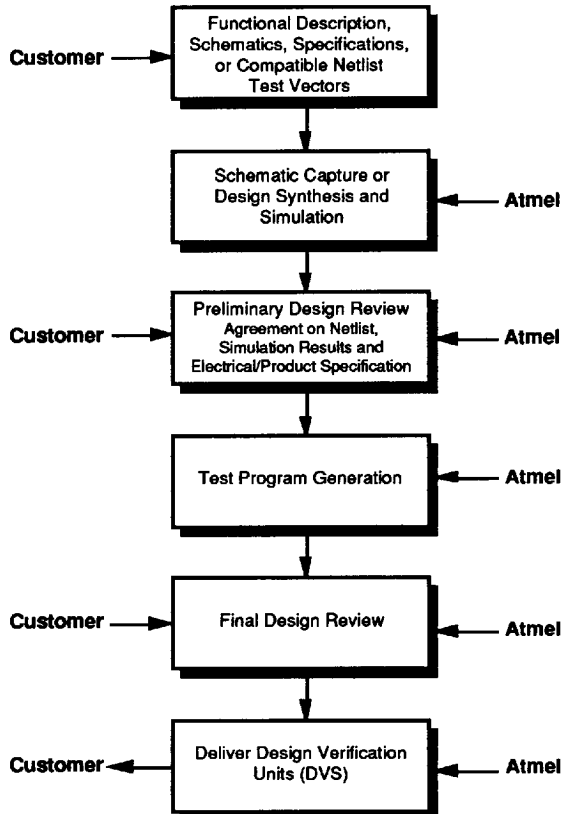 Functional Description,
Customer
Schematics, Specifications,
or Compatible Netlist
Test Vectors
Schematic Capture or
Design Synthesis and
Simulation
Atmel
Customer
Preliminary Design Review
Agreement on Netlist,
Simulation Results and
Electrical/Product Specification
Atmel
Test Program Generation
Atmel
Customer
Final Design Review
Atmel
Customer
Deliver Design Verification
Units (DVS)
Atmel